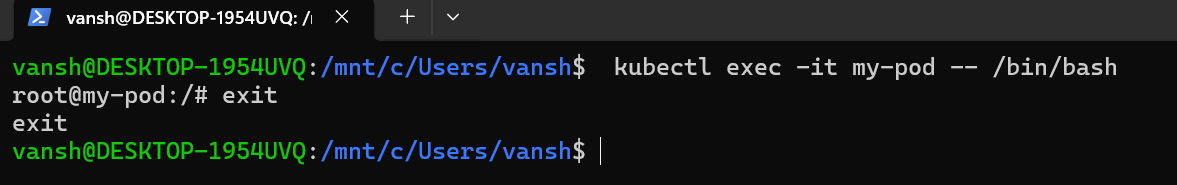 vansh@DESKTOP-1954UVQ: /
vansh@DESKTOP-1954UVQ:/mnt/c/Users/vansh$  kubectl exec -it my-pod -- /bin/bash
root@my-pod:/# exit
exit
vansh@DESKTOP-1954UVQ:/mnt/c/Users/vansh$